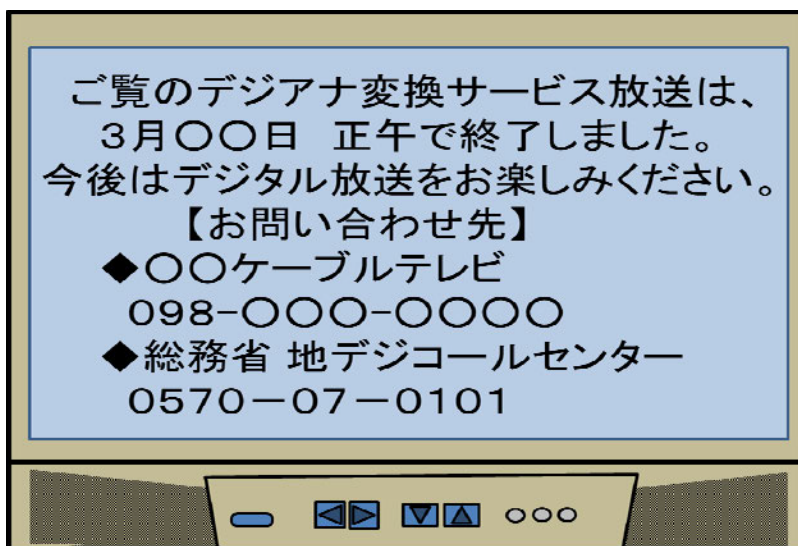 ご覧のデジアナ変換サービス放送は、
3月〇〇日 正午で終了しました。
今後はデジタル放送をお楽しみください。
【お問い合わせ先】
◆〇〇ケーブルテレビ
098-〇〇〇-〇〇〇〇
◆総務省 地デジコールセンター
0570-07-0101